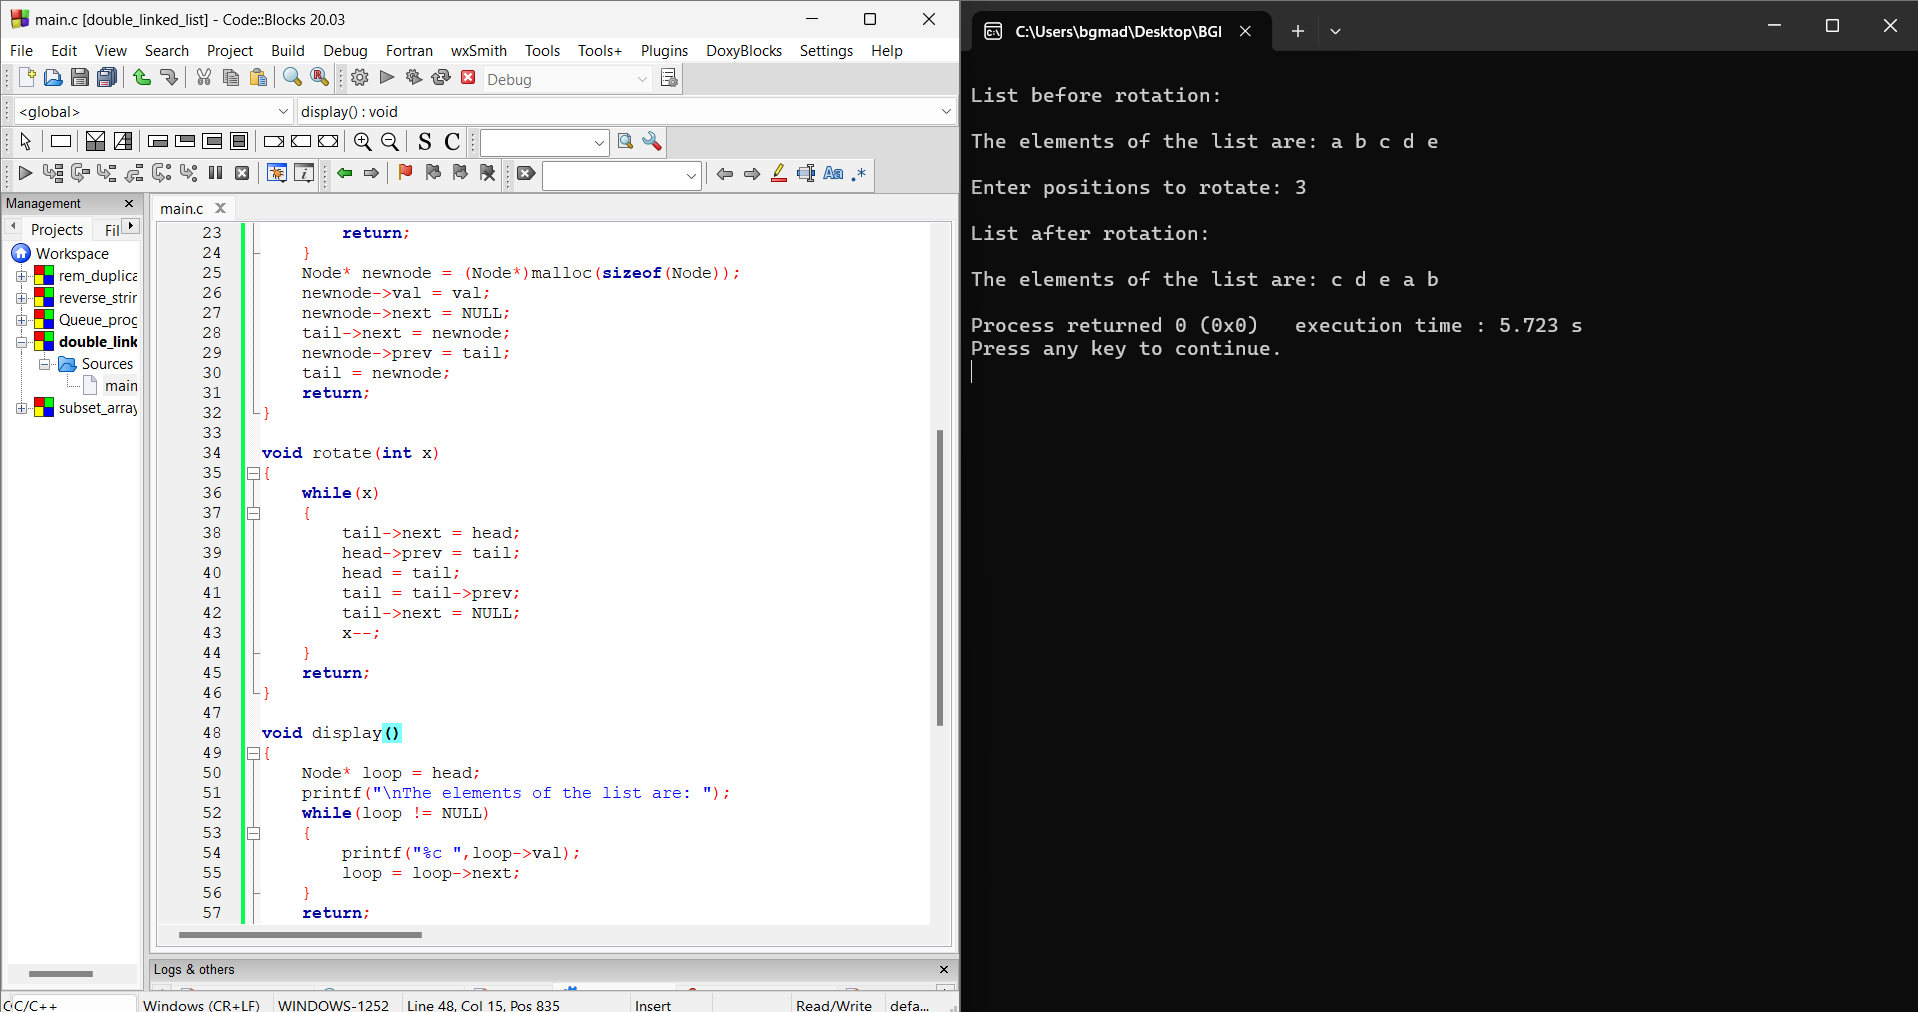 main.c [double_linked_list] - Code::Blocks 20.03
File Edit View Search Project Build Debug Fortran wxSmith Tools Tools+ Plugins DoxyBlocks Settings Help
Debug
<global> display() : void
S C
Management
Projects Fil
Workspace
rem_duplica
reverse_strin
Queue_prog
double_link
Sources
main
subset_array
main.c
23 return;
24 }
25 Node* newnode = (Node*)malloc(sizeof(Node));
26 newnode->val = val;
27 newnode->next = NULL;
28 tail->next = newnode;
29 newnode->prev = tail;
30 tail = newnode;
31 return;
32 }
33
34 void rotate(int x)
35 {
36 while(x)
37 {
38 tail->next = head;
39 head->prev = tail;
40 head = tail;
41 tail = tail->prev;
42 tail->next = NULL;
43 x--;
44 }
45 return;
46 }
47
48 void display()
49 {
50 Node* loop = head;
51 printf("\nThe elements of the list are: ");
52 while(loop != NULL)
53 {
54 printf("%c ",loop->val);
55 loop = loop->next;
56 }
57 return;
Logs & others
C/C++ Windows (CR+LF) WINDOWS-1252 Line 48, Col 15, Pos 835 Insert Read/Write defa...
C:\Users\bgmad\Desktop\BGI
List before rotation:
The elements of the list are: a b c d e
Enter positions to rotate: 3
List after rotation:
The elements of the list are: c d e a b
Process returned 0 (0x0) execution time : 5.723 s
Press any key to continue.